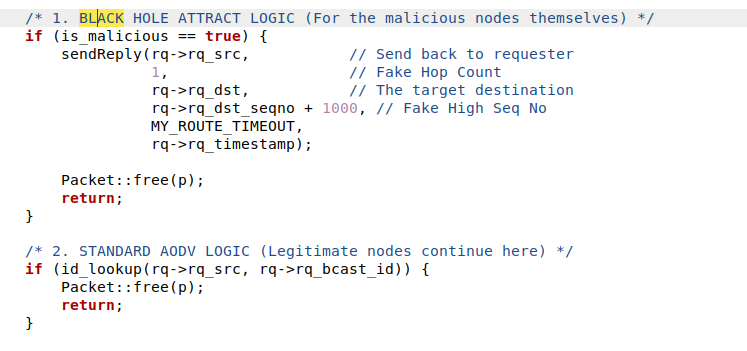 /* 1. BLACK HOLE ATTRACT LOGIC (For the malicious nodes themselves) */
if (is_malicious == true) {
    sendReply(rq->rq_src,           // Send back to requester
              1,                    // Fake Hop Count
              rq->rq_dst,           // The target destination
              rq->rq_dst_seqno + 1000, // Fake High Seq No
              MY_ROUTE_TIMEOUT,
              rq->rq_timestamp);

    Packet::free(p);
    return;
}

/* 2. STANDARD AODV LOGIC (Legitimate nodes continue here) */
if (id_lookup(rq->rq_src, rq->rq_bcast_id)) {
    Packet::free(p);
    return;
}